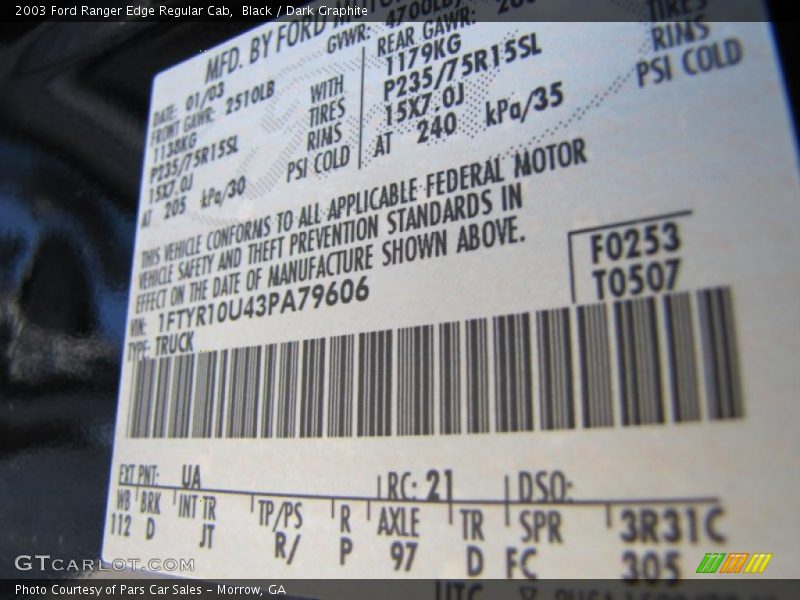 2003 Ford Ranger Edge Regular Cab, Black / Dark Graphite
MFD. BY FORD
DATE: 01/03 GVWR: 4700LB/
FRONT GAWR: 2510LB REAR GAWR:
1138KG WITH 1179KG TIRES
P235/75R15SL TIRES P235/75R15SL RIMS
15X7.0J RIMS 15X7.0J PSI COLD
AT 205 kPa/30 PSI COLD AT 240 kPa/35
THIS VEHICLE CONFORMS TO ALL APPLICABLE FEDERAL MOTOR
VEHICLE SAFETY AND THEFT PREVENTION STANDARDS IN
EFFECT ON THE DATE OF MANUFACTURE SHOWN ABOVE.
VIN: 1FTYR10U43PA79606 F0253
TYPE: TRUCK T0507
EXT PNT: UA RC: 21 DSO:
WB BRK INT TR TP/PS R AXLE TR SPR 3R31C
112 D JT R/ P 97 D FC 305
UTC
GTCARLOT.COM
Photo Courtesy of Pars Car Sales - Morrow, GA